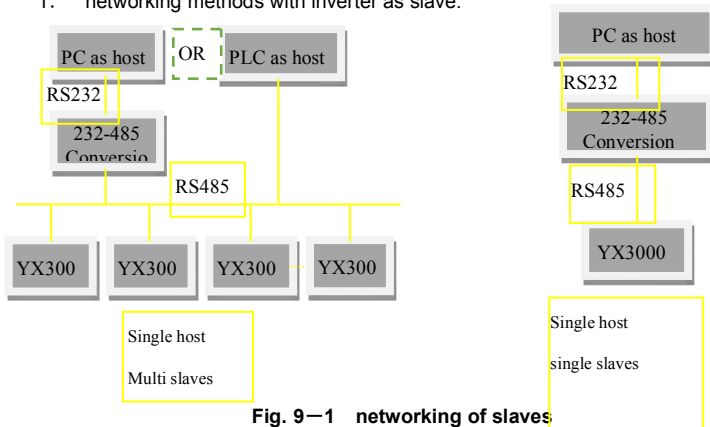 1. networking methods with inverter as slave:
PC as host
OR
PLC as host
RS232
232-485
Conversio
RS485
YX300
YX300
YX300
YX300
Single host
Multi slaves
PC as host
RS232
232-485
Conversion
RS485
YX3000
Single host
single slaves
Fig. 9－1 networking of slaves